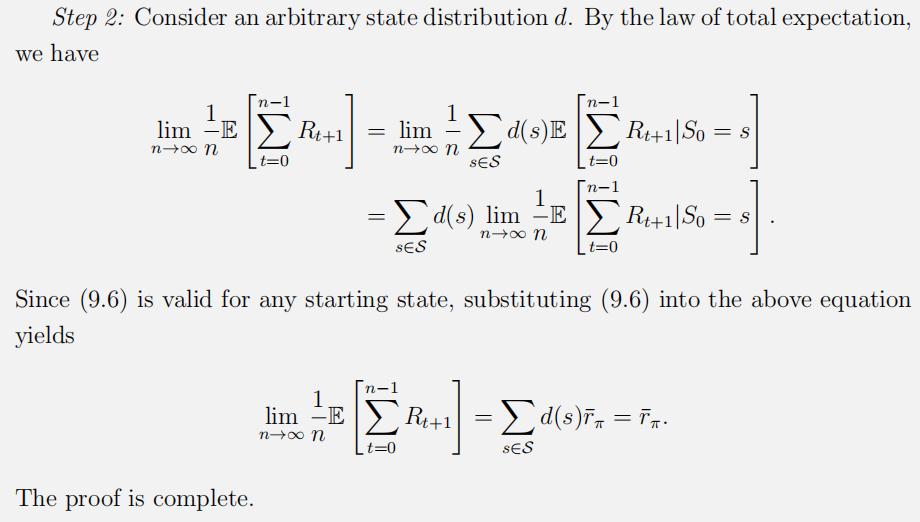 Step 2: Consider an arbitrary state distribution d. By the law of total expectation,
we have
$$\lim_{n\to\infty} \frac{1}{n}\mathbb{E}\left[\sum_{t=0}^{n-1} R_{t+1}\right] = \lim_{n\to\infty} \frac{1}{n}\sum_{s\in\mathcal{S}} d(s)\mathbb{E}\left[\sum_{t=0}^{n-1} R_{t+1}|S_0 = s\right]$$
$$= \sum_{s\in\mathcal{S}} d(s) \lim_{n\to\infty} \frac{1}{n}\mathbb{E}\left[\sum_{t=0}^{n-1} R_{t+1}|S_0 = s\right].$$
Since (9.6) is valid for any starting state, substituting (9.6) into the above equation
yields
$$\lim_{n\to\infty} \frac{1}{n}\mathbb{E}\left[\sum_{t=0}^{n-1} R_{t+1}\right] = \sum_{s\in\mathcal{S}} d(s)\bar{r}_\pi = \bar{r}_\pi.$$
The proof is complete.